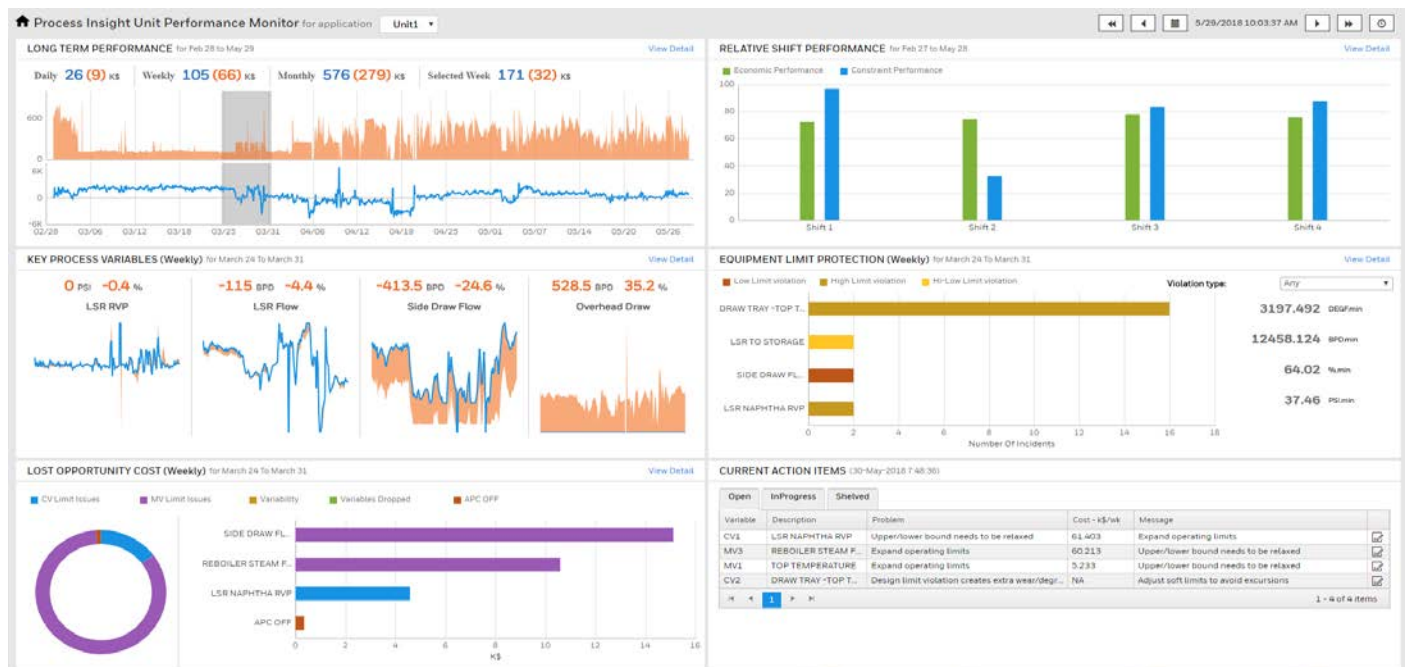 Process Insight Unit Performance Monitor for application Unit1
5/29/2018 10:03:37 AM
LONG TERM PERFORMANCE for Feb 28 to May 29 View Detail
Daily 26 (9) K$ Weekly 105 (66) K$ Monthly 576 (279) K$ Selected Week 171 (32) K$
600
0
6K
0
-6K
02/28 03/06 03/12 03/18 03/25 03/31 04/06 04/12 04/19 04/25 05/01 05/07 05/14 05/20 05/26
RELATIVE SHIFT PERFORMANCE for Feb 27 to May 28 View Detail
Economic Performance Constraint Performance
100
80
60
40
20
0
Shift 1 Shift 2 Shift 3 Shift 4
KEY PROCESS VARIABLES (Weekly) for March 24 To March 31 View Detail
0 PSI -0.4 % -115 BPD -4.4 % -413.5 BPD -24.6 % 528.5 BPD 35.2 %
LSR RVP LSR Flow Side Draw Flow Overhead Draw
EQUIPMENT LIMIT PROTECTION (Weekly) for March 24 To March 31 View Detail
Low Limit violation High Limit violation Hi-Low Limit violation Violation type: Any
DRAW TRAY -TOP T... 3197.492 DEGF.min
LSR TO STORAGE 12458.124 BPD.min
SIDE DRAW FL... 64.02 %.min
LSR NAPHTHA RVP 37.46 PSI.min
0 2 4 6 8 10 12 14 16 18
Number Of Incidents
LOST OPPORTUNITY COST (Weekly) for March 24 To March 31 View Detail
CV Limit Issues MV Limit Issues Variability Variables Dropped APC OFF
SIDE DRAW FL...
REBOILER STEAM F...
LSR NAPHTHA RVP
APC OFF
0 2 4 6 8 10 12 14 16
K$
CURRENT ACTION ITEMS (30-May-2018 7:48:36)
Open InProgress Shelved
Variable Description Problem Cost - k$/wk Message
CV1 LSR NAPHTHA RVP Upper/lower bound needs to be relaxed 61.403 Expand operating limits
MV3 REBOILER STEAM F... Expand operating limits 60.213 Upper/lower bound needs to be relaxed
MV1 TOP TEMPERATURE Expand operating limits 5.233 Upper/lower bound needs to be relaxed
CV2 DRAW TRAY -TOP T... Design limit violation creates extra wear/degr... NA Adjust soft limits to avoid excursions
1 1 - 4 of 4 items